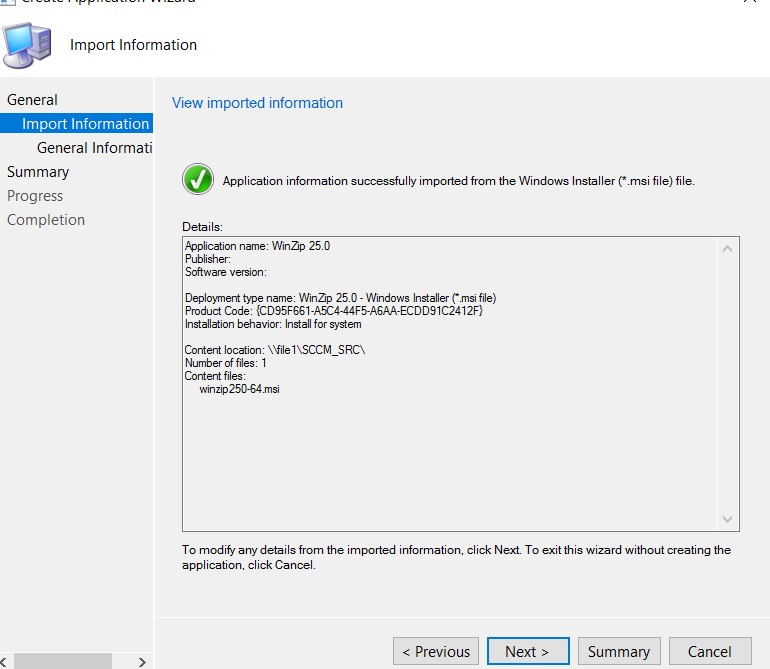 Create Application Wizard
Import Information
General
Import Information
General Informati
Summary
Progress
Completion
View imported information
Application information successfully imported from the Windows Installer (*.msi file) file.
Details:
Application name: WinZip 25.0
Publisher:
Software version:
Deployment type name: WinZip 25.0 - Windows Installer (*.msi file)
Product Code: {CD95F661-A5C4-44F5-A6AA-ECDD91C2412F}
Installation behavior: Install for system
Content location: \\file1\SCCM_SRC\
Number of files: 1
Content files:
winzip250-64.msi
To modify any details from the imported information, click Next. To exit this wizard without creating the
application, click Cancel.
< Previous
Next >
Summary
Cancel